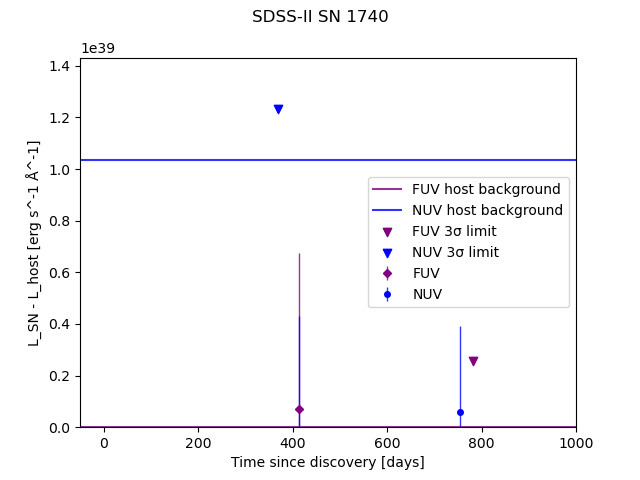 SDSS-II SN 1740
1e39
1.4
1.2
1.0
0.8
0.6
0.4
0.2
0.0
L_SN - L_host [erg s^-1 Å^-1]
FUV host background
NUV host background
FUV 3σ limit
NUV 3σ limit
FUV
NUV
0 200 400 600 800 1000
Time since discovery [days]